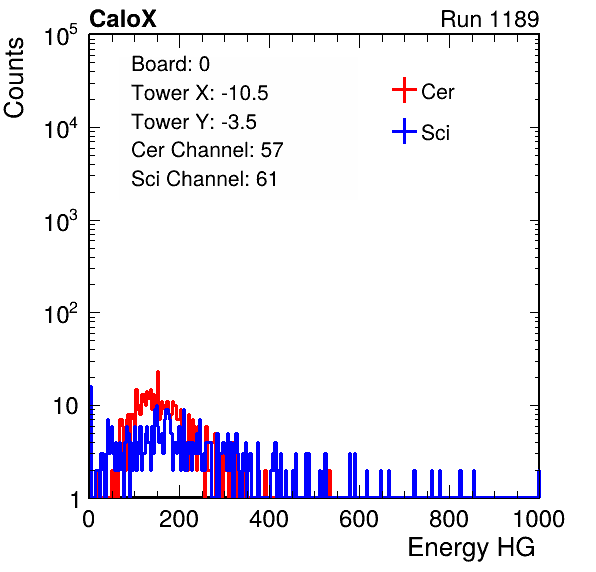 CaloX Run 1189
Counts
Board: 0
Tower X: -10.5
Tower Y: -3.5
Cer Channel: 57
Sci Channel: 61
Cer
Sci
10^5
10^4
10^3
10^2
10
1
0 200 400 600 800 1000
Energy HG